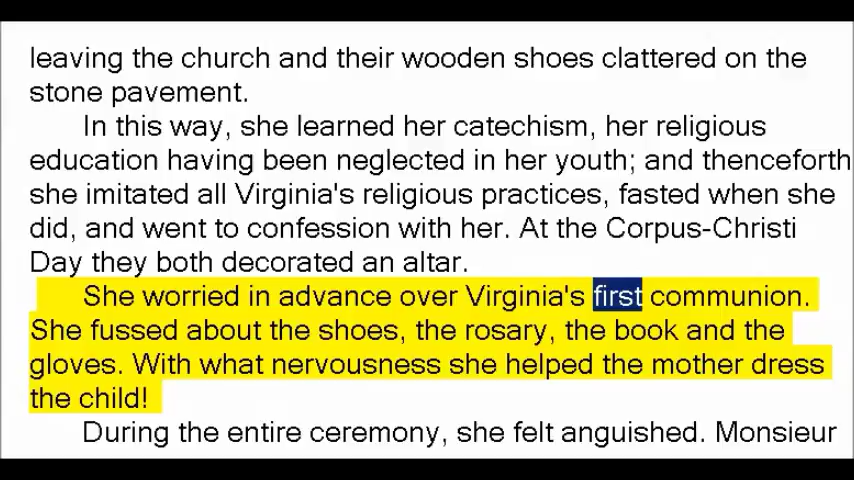 leaving the church and their wooden shoes clattered on the
stone pavement.
In this way, she learned her catechism, her religious
education having been neglected in her youth; and thenceforth
she imitated all Virginia's religious practices, fasted when she
did, and went to confession with her. At the Corpus-Christi
Day they both decorated an altar.
She worried in advance over Virginia's first communion.
She fussed about the shoes, the rosary, the book and the
gloves. With what nervousness she helped the mother dress
the child!
During the entire ceremony, she felt anguished. Monsieur